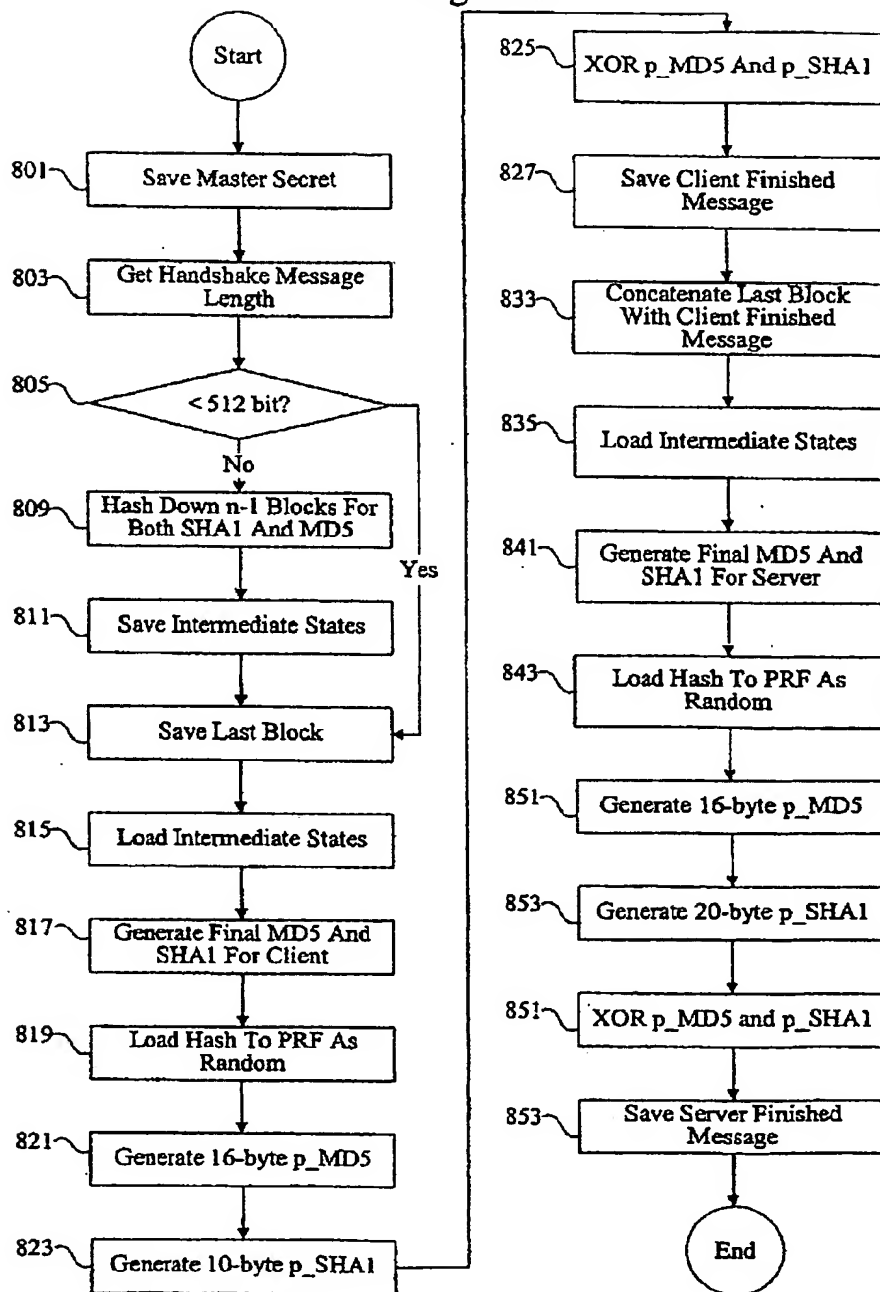 Start
801
Save Master Secret
803
Get Handshake Message
Length
805
< 512 bit?
No
Yes
809
Hash Down n-1 Blocks For
Both SHA1 And MD5
811
Save Intermediate States
813
Save Last Block
815
Load Intermediate States
817
Generate Final MD5 And
SHA1 For Client
819
Load Hash To PRF As
Random
821
Generate 16-byte p_MD5
823
Generate 10-byte p_SHA1
825
XOR p_MD5 And p_SHA1
827
Save Client Finished
Message
833
Concatenate Last Block
With Client Finished
Message
835
Load Intermediate States
841
Generate Final MD5 And
SHA1 For Server
843
Load Hash To PRF As
Random
851
Generate 16-byte p_MD5
853
Generate 20-byte p_SHA1
851
XOR p_MD5 and p_SHA1
853
Save Server Finished
Message
End